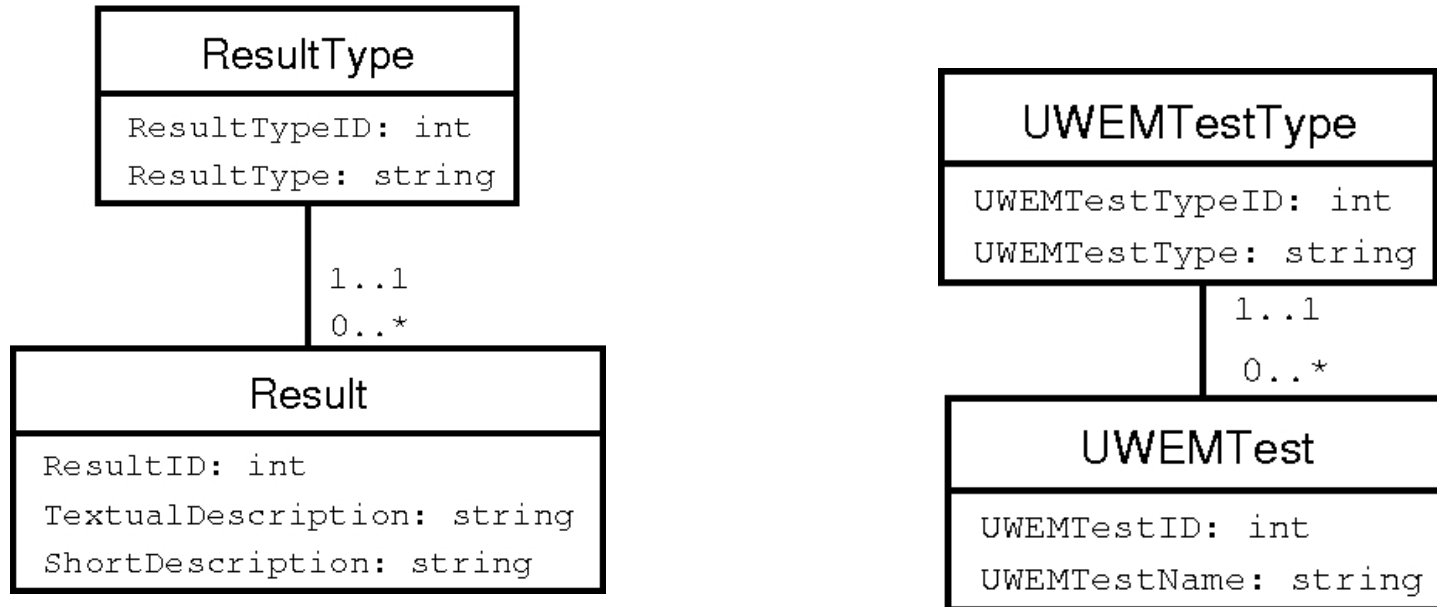 ResultType
ResultTypeID: int
ResultType: string
1..1
0..*
Result
ResultID: int
TextualDescription: string
ShortDescription: string
UWEMTestType
UWEMTestTypeID: int
UWEMTestType: string
1..1
0..*
UWEMTest
UWEMTestID: int
UWEMTestName: string